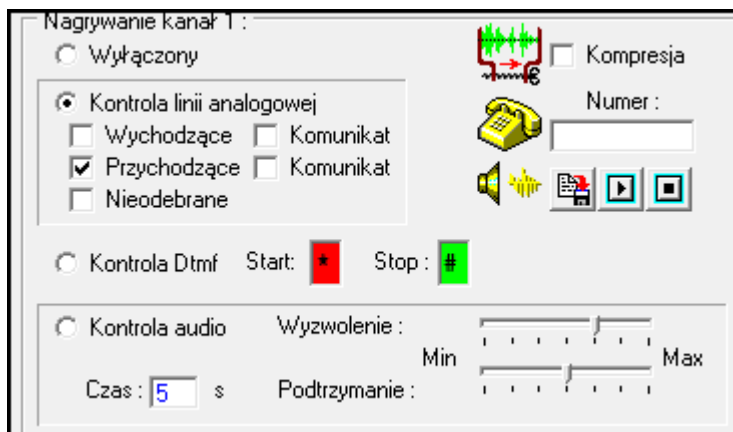 Nagrywanie kanał 1 :
Wyłączony
Kompresja
Kontrola linii analogowej
Numer :
Wychodzące Komunikat
Przychodzące Komunikat
Nieodebrane
Kontrola Dtmf Start: * Stop : #
Kontrola audio Wyzwolenie :
Min Max
Czas : 5 s Podtrzymanie :